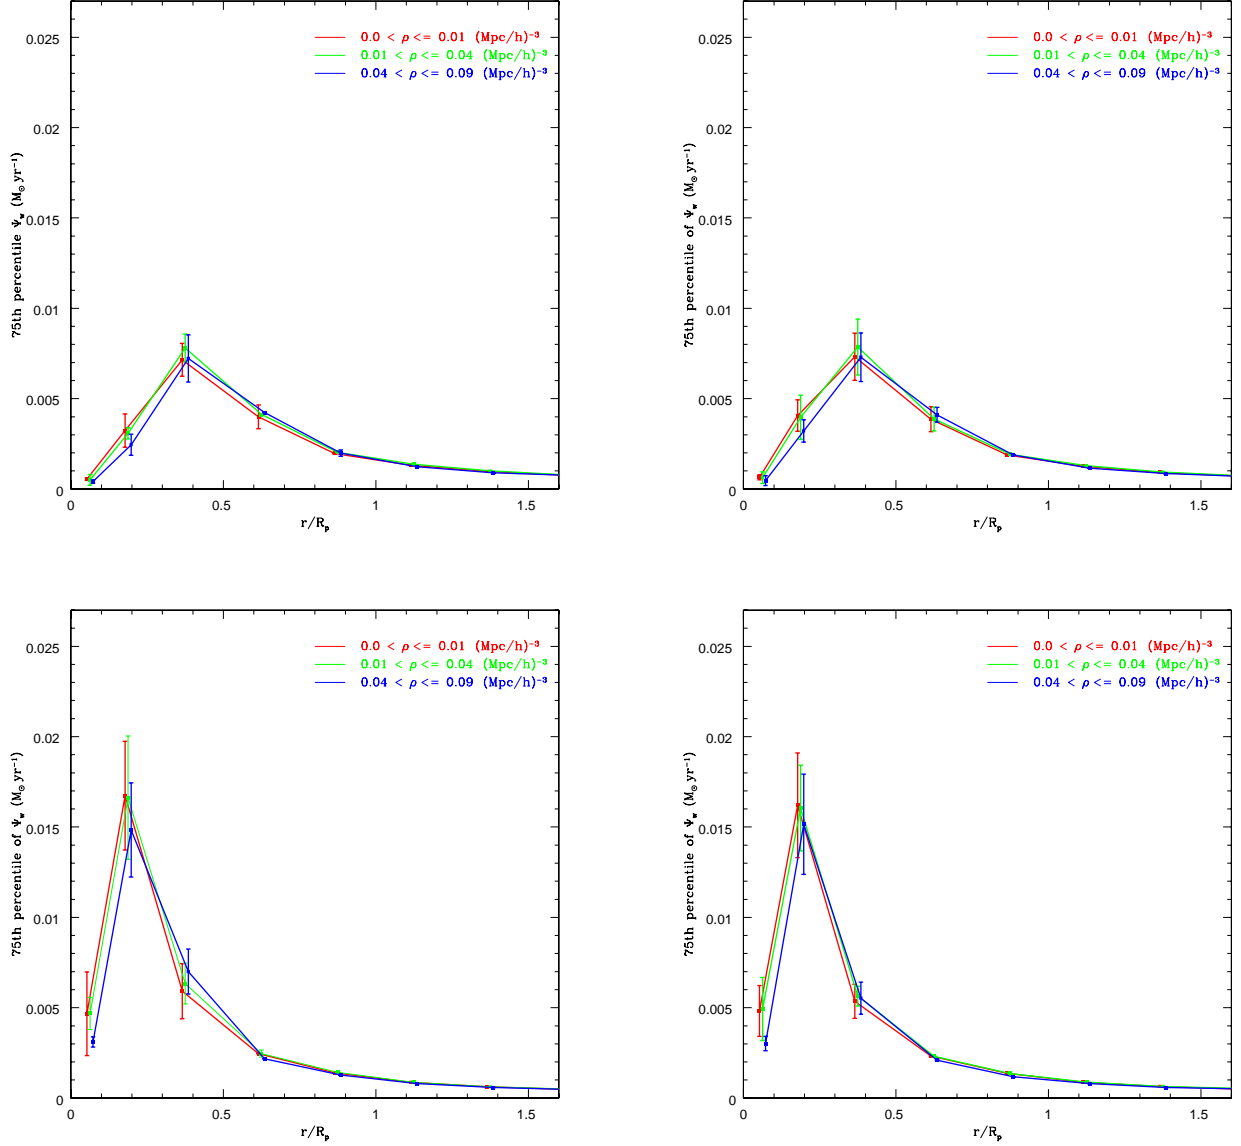 0.025
0.02
0.015
0.01
0.005
0
75th percentile Ψw (M⊙ yr−1)
0.0 < ρ <= 0.01 (Mpc/h)−3
0.01 < ρ <= 0.04 (Mpc/h)−3
0.04 < ρ <= 0.09 (Mpc/h)−3
0 0.5 1 1.5
r/Rp
0.025
0.02
0.015
0.01
0.005
0
75th percentile of Ψw (M⊙ yr−1)
0.0 < ρ <= 0.01 (Mpc/h)−3
0.01 < ρ <= 0.04 (Mpc/h)−3
0.04 < ρ <= 0.09 (Mpc/h)−3
0 0.5 1 1.5
r/Rp
0.025
0.02
0.015
0.01
0.005
0
75th percentile of Ψw (M⊙ yr−1)
0.0 < ρ <= 0.01 (Mpc/h)−3
0.01 < ρ <= 0.04 (Mpc/h)−3
0.04 < ρ <= 0.09 (Mpc/h)−3
0 0.5 1 1.5
r/Rp
0.025
0.02
0.015
0.01
0.005
0
75th percentile of Ψw (M⊙ yr−1)
0.0 < ρ <= 0.01 (Mpc/h)−3
0.01 < ρ <= 0.04 (Mpc/h)−3
0.04 < ρ <= 0.09 (Mpc/h)−3
0 0.5 1 1.5
r/Rp